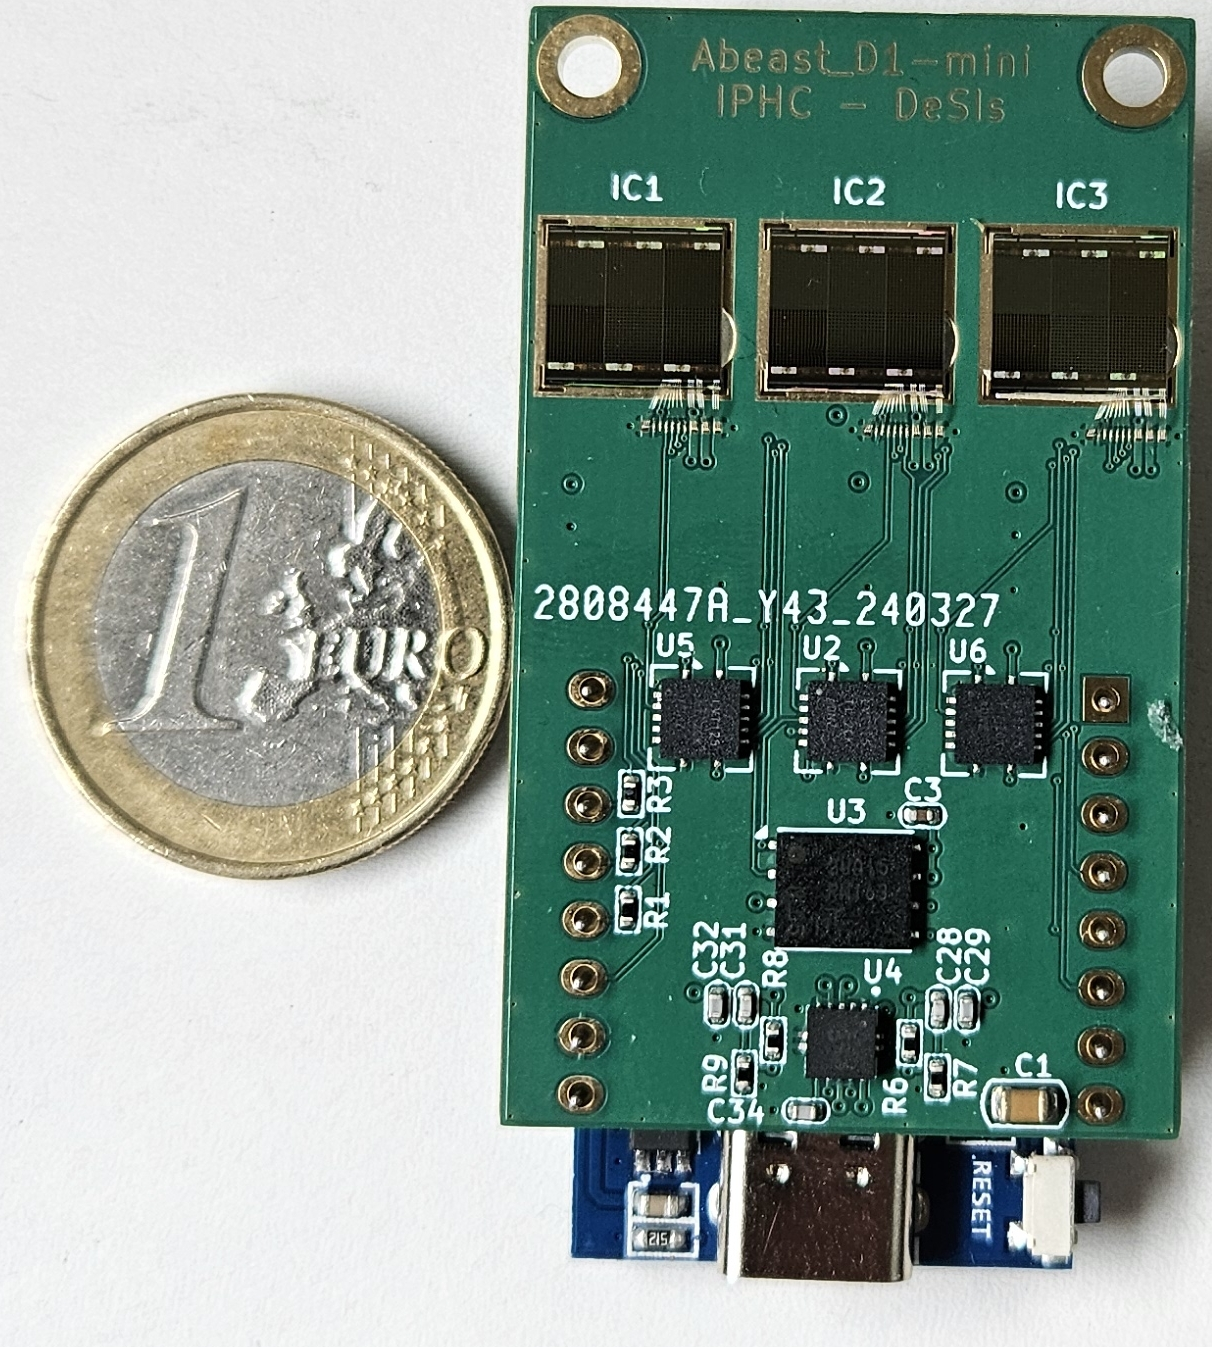 Abeast_D1-mini
IPHC - DeSIs
IC1
IC2
IC3
1
EURO
2808447A_Y43_240327
U5
U2
U6
R3
R2
R1
C3
U3
C32
C31
R8
U4
C28
C29
R9
C34
R6
R7
C1
215
.RESET